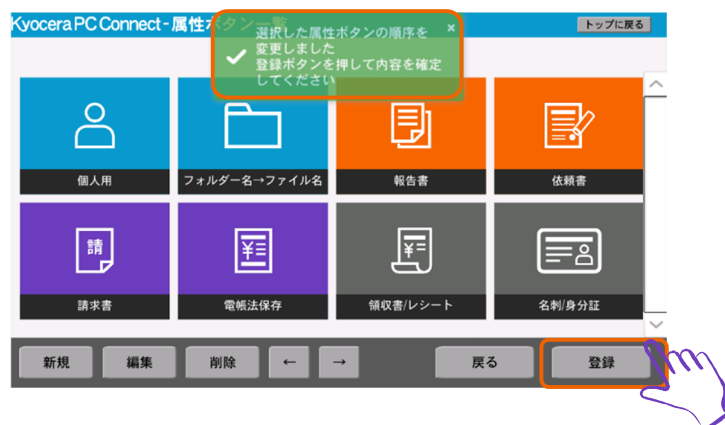 Kyocera PC Connect - 属性ボタン一覧
トップに戻る
選択した属性ボタンの順序を
変更しました
登録ボタンを押して内容を確定
してください
×
個人用
フォルダー名→ファイル名
報告書
依頼書
請
¥
¥
請求書
電帳法保存
領収書/レシート
名刺/身分証
新規
編集
削除
←
→
戻る
登録